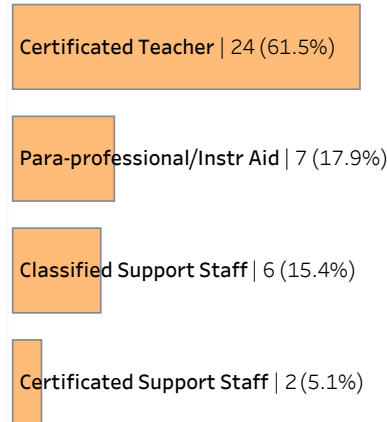 Certificated Teacher | 24 (61.5%)
Para-professional/Instr Aid | 7 (17.9%)
Classified Support Staff | 6 (15.4%)
Certificated Support Staff | 2 (5.1%)